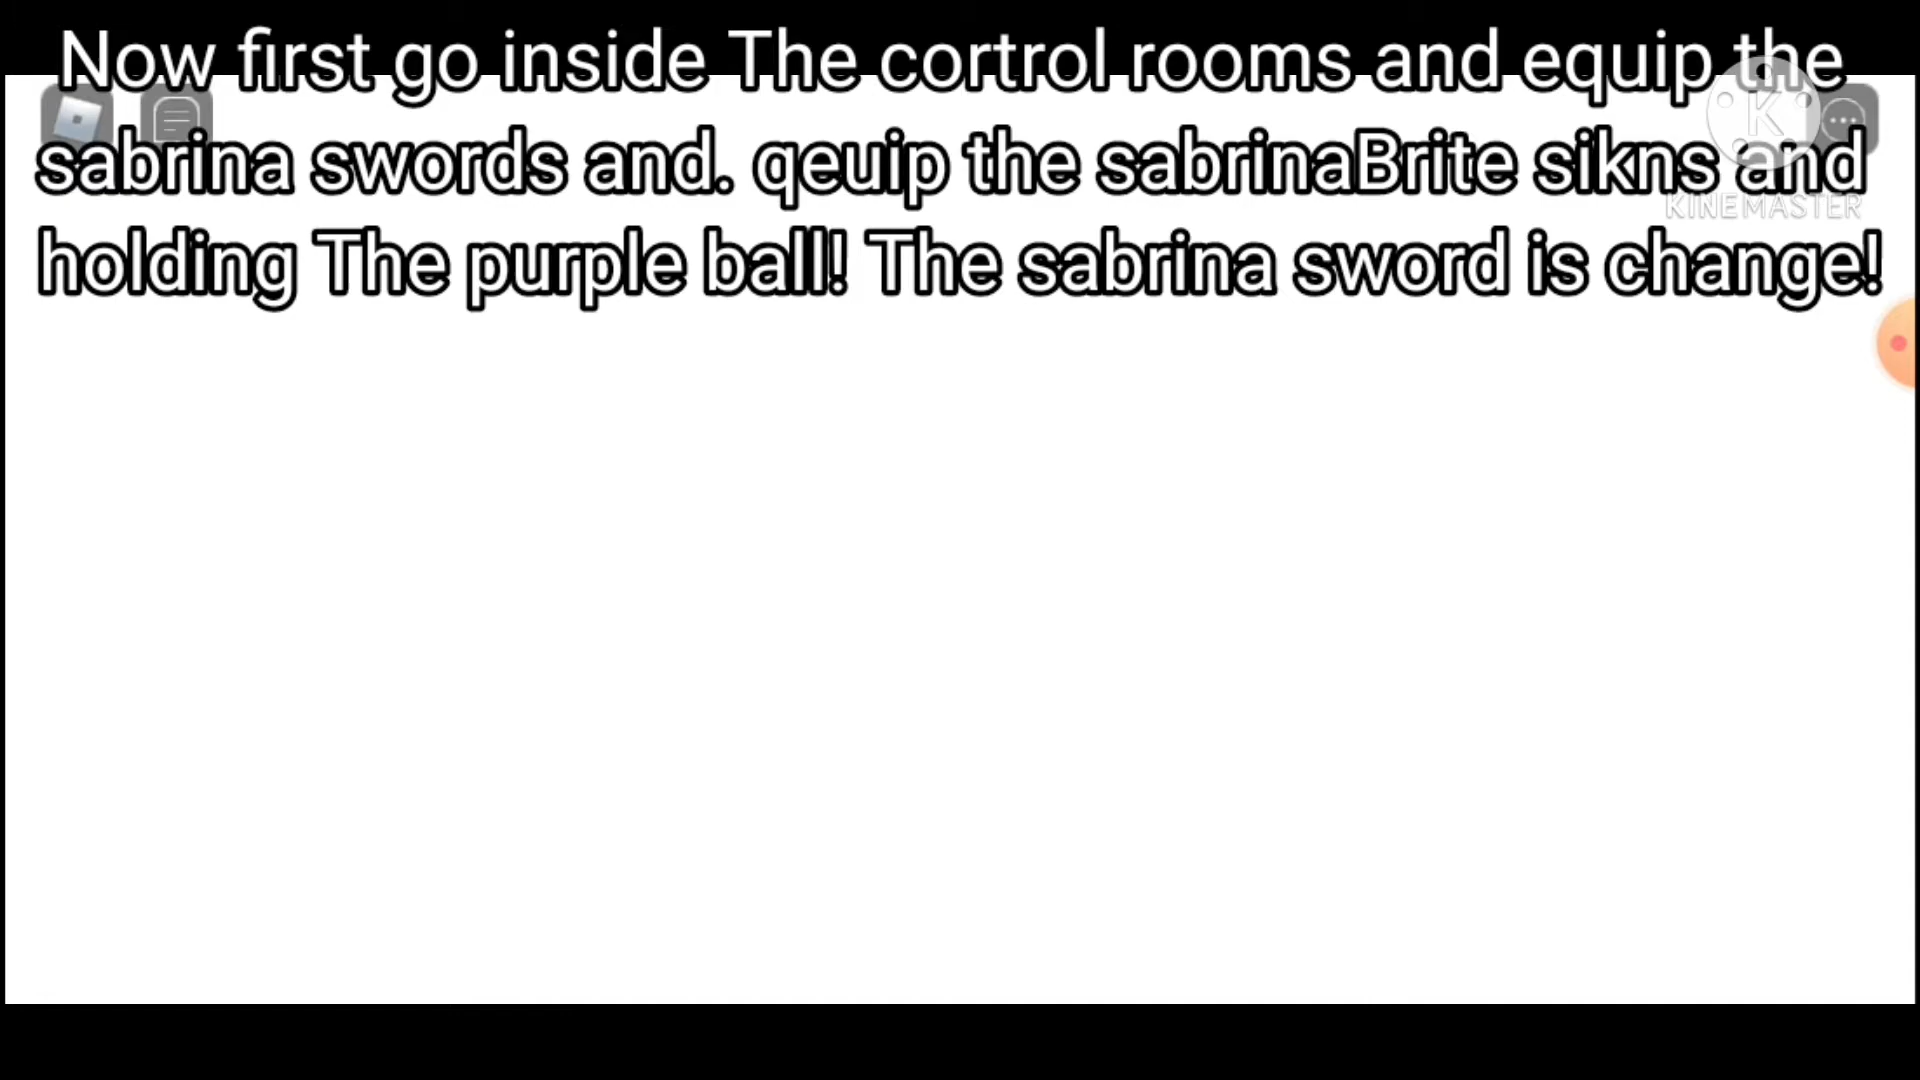 Now first go inside The cortrol rooms and equip the
sabrina swords and. qeuip the sabrinaBrite sikns and
holding The purple ball! The sabrina sword is change!
K
KINEMASTER